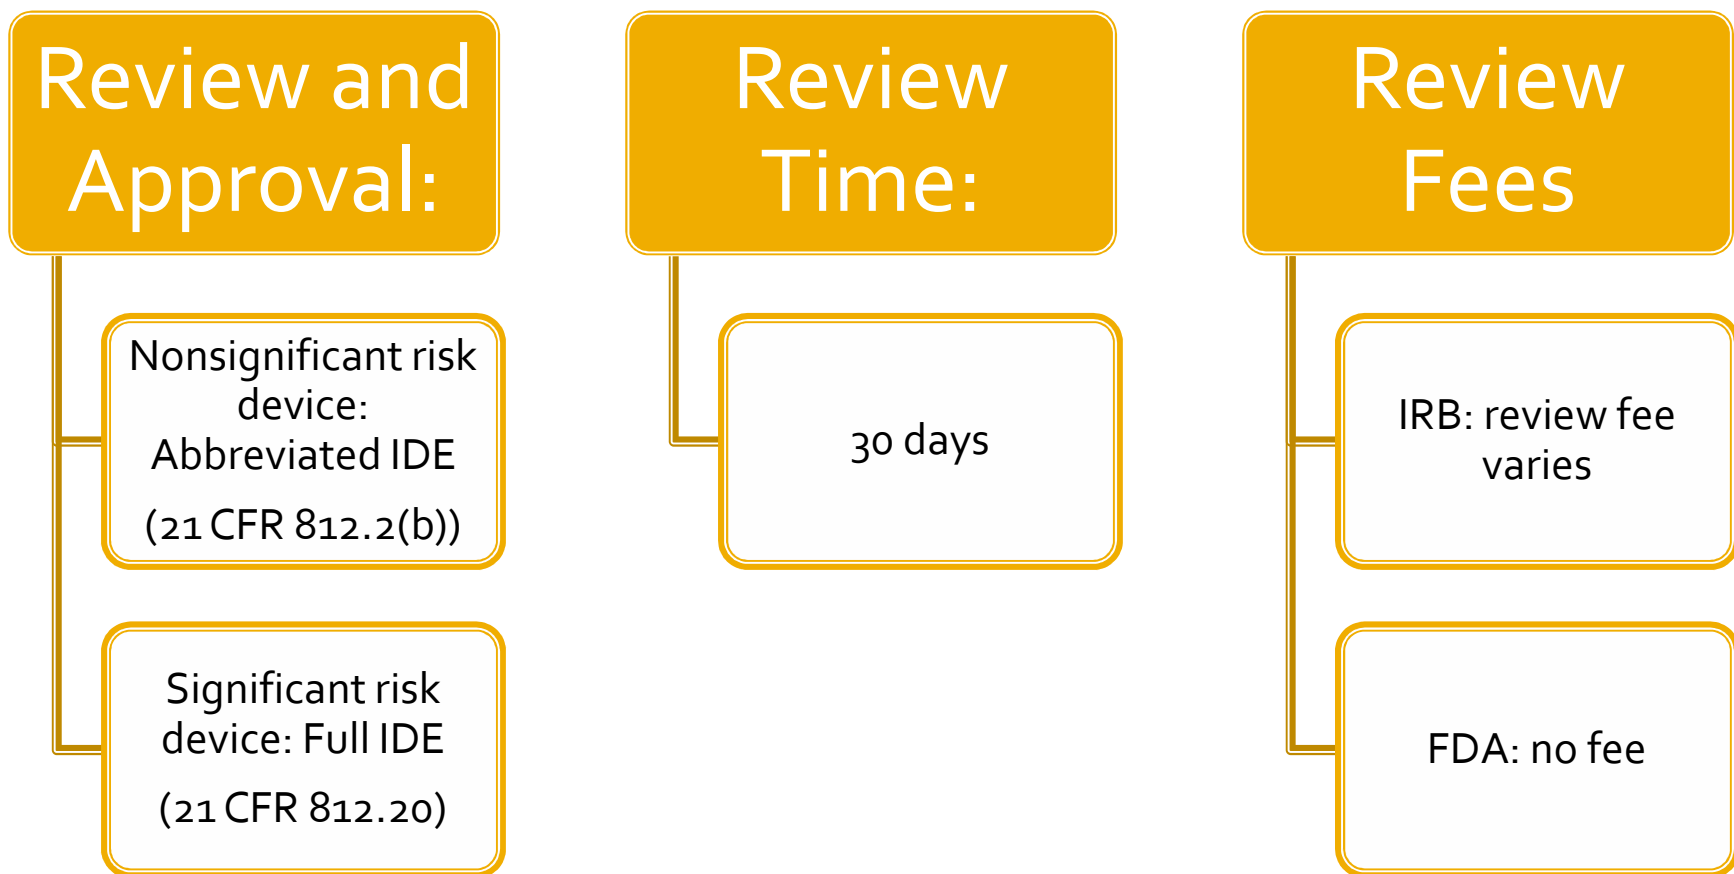 Review and
Approval:
Nonsignificant risk
device:
Abbreviated IDE
(21 CFR 812.2(b))
Significant risk
device: Full IDE
(21 CFR 812.20)
Review
Time:
30 days
Review
Fees
IRB: review fee
varies
FDA: no fee